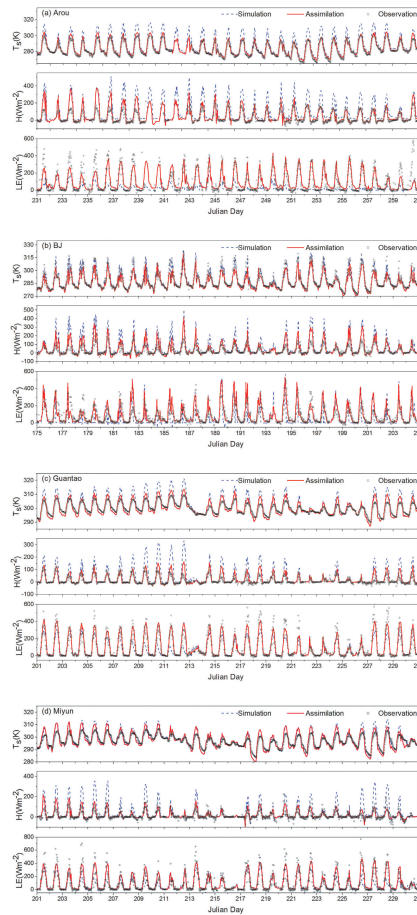 (a) Arou
Simulation Assimilation Observation
Ts(K)
320
300
280
H(Wm-2)
400
200
0
LE(Wm-2)
600
400
200
0
231 233 235 237 239 241 243 245 247 249 251 253 255 257 259
Julian Day
(b) BJ
Simulation Assimilation Observation
Ts(K)
330
315
300
285
270
H(Wm-2)
500
400
300
200
100
0
-100
LE(Wm-2)
600
400
200
0
175 177 179 181 183 185 187 189 191 193 195 197 199 201 203
Julian Day
(c) Guantao
Simulation Assimilation Observation
Ts(K)
320
310
300
290
H(Wm-2)
300
200
100
0
-100
LE(Wm-2)
600
400
200
0
201 203 205 207 209 211 213 215 217 219 221 223 225 227 229
Julian Day
(d) Miyun
Simulation Assimilation Observation
Ts(K)
320
310
300
290
280
H(Wm-2)
400
200
0
LE(Wm-2)
800
600
400
200
0
201 203 205 207 209 211 213 215 217 219 221 223 225 227 229
Julian Day